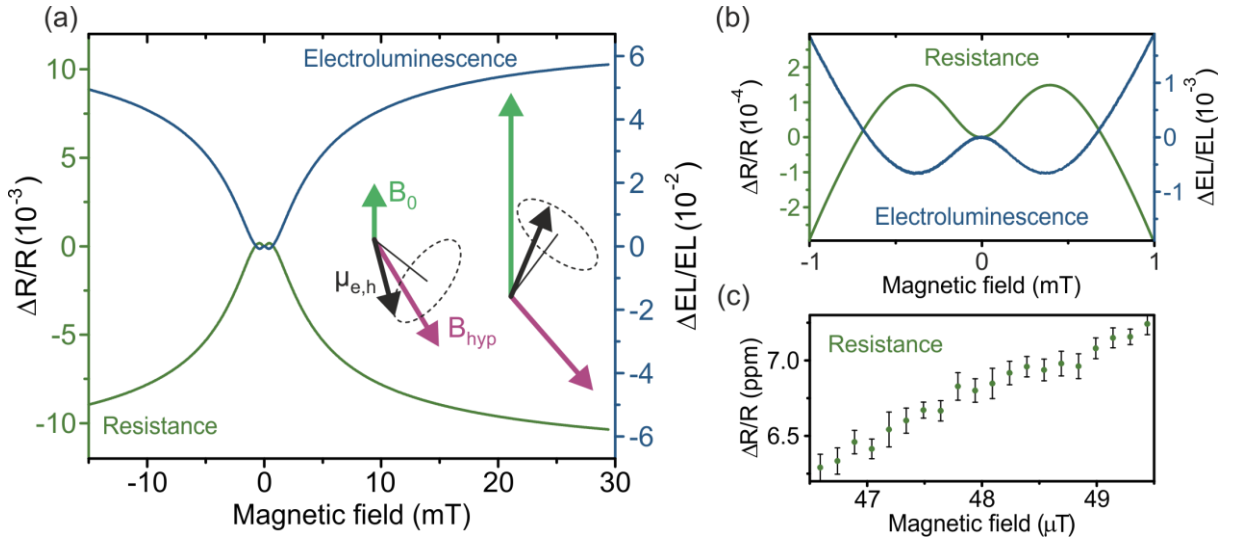 (a)
ΔR/R (10⁻³)
10
5
0
-5
-10
Electroluminescence
B₀
μₑ,ₕ
B_hyp
Resistance
6
4
2
0
-2
-4
-6
ΔEL/EL (10⁻²)
-10 0 10 20 30
Magnetic field (mT)
(b)
ΔR/R (10⁻⁴)
2
1
0
-1
-2
Resistance
Electroluminescence
1
0
-1
ΔEL/EL (10⁻³)
-1 0 1
Magnetic field (mT)
(c)
ΔR/R (ppm)
7.0
6.5
Resistance
47 48 49
Magnetic field (μT)